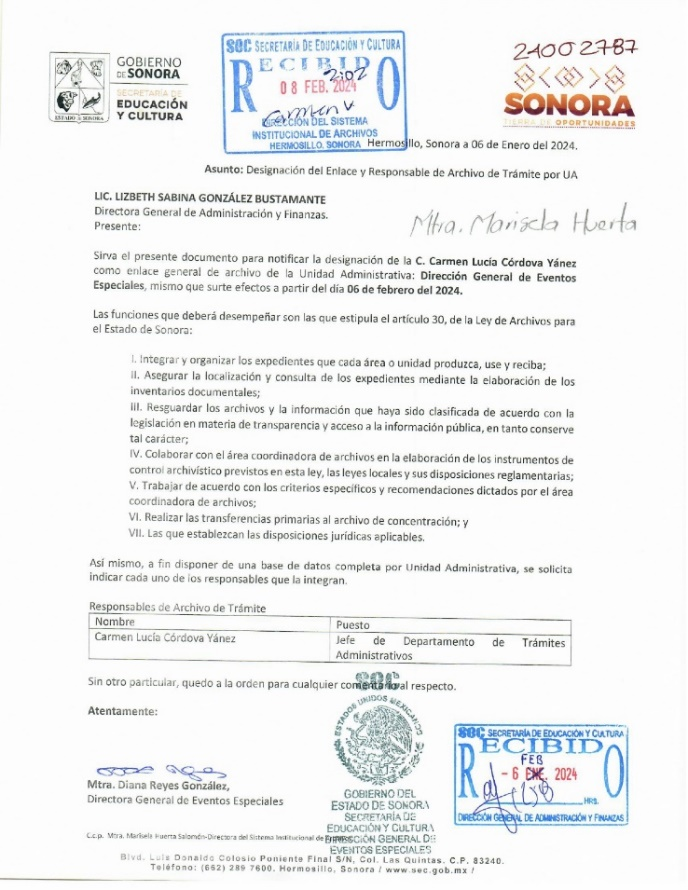 GOBIERNO
DE SONORA
SECRETARÍA DE
EDUCACIÓN
Y CULTURA
ESTADO DE SONORA
SEC SECRETARÍA DE EDUCACIÓN Y CULTURA
RECIBIDO
08 FEB. 2024
Carmen V
DIRECCIÓN DEL SISTEMA
INSTITUCIONAL DE ARCHIVOS
HERMOSILLO, SONORA
24002787
SONORA
TIERRA DE OPORTUNIDADES
Hermosillo, Sonora a 06 de Enero del 2024.
Asunto: Designación del Enlace y Responsable de Archivo de Trámite por UA
LIC. LIZBETH SABINA GONZÁLEZ BUSTAMANTE
Directora General de Administración y Finanzas.
Presente:
Mtra. Marisela Huerta
Sirva el presente documento para notificar la designación de la C. Carmen Lucía Córdova Yánez
como enlace general de archivo de la Unidad Administrativa: Dirección General de Eventos
Especiales, mismo que surte efectos a partir del día 06 de febrero del 2024.
Las funciones que deberá desempeñar son las que estipula el artículo 30, de la Ley de Archivos para
el Estado de Sonora:
I. Integrar y organizar los expedientes que cada área o unidad produzca, use y reciba;
II. Asegurar la localización y consulta de los expedientes mediante la elaboración de los
inventarios documentales;
III. Resguardar los archivos y la información que haya sido clasificada de acuerdo con la
legislación en materia de transparencia y acceso a la información pública, en tanto conserve
tal carácter;
IV. Colaborar con el área coordinadora de archivos en la elaboración de los instrumentos de
control archivístico previstos en esta ley, las leyes locales y sus disposiciones reglamentarias;
V. Trabajar de acuerdo con los criterios específicos y recomendaciones dictados por el área
coordinadora de archivos;
VI. Realizar las transferencias primarias al archivo de concentración; y
VII. Las que establezcan las disposiciones jurídicas aplicables.
Así mismo, a fin disponer de una base de datos completa por Unidad Administrativa, se solicita
indicar cada uno de los responsables que la integran.
Responsables de Archivo de Trámite
Nombre Puesto
Carmen Lucía Córdova Yánez Jefe de Departamento de Trámites
Administrativos
Sin otro particular, quedo a la orden para cualquier comentario al respecto.
Atentamente:
Mtra. Diana Reyes González,
Directora General de Eventos Especiales
SEC
ESTADOS UNIDOS MEXICANOS
GOBIERNO DEL
ESTADO DE SONORA
SECRETARÍA DE
EDUCACIÓN Y CULTURA
DIRECCIÓN GENERAL DE
EVENTOS ESPECIALES
SEC SECRETARÍA DE EDUCACIÓN Y CULTURA
RECIBIDO
FEB
- 6 ENE. 2024
HRS.
DIRECCIÓN GENERAL DE ADMINISTRACIÓN Y FINANZAS
C.c.p. Mtra. Marisela Huerta Salomón-Directora del Sistema Institucional de
Blvd. Luis Donaldo Colosio Poniente Final S/N, Col. Las Quintas. C.P. 83240.
Teléfono: (662) 289 7600. Hermosillo, Sonora / www.sec.gob.mx /